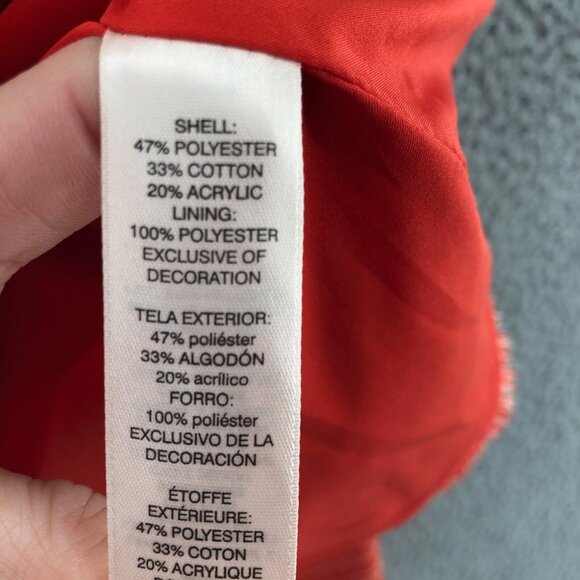 SHELL:
47% POLYESTER
33% COTTON
20% ACRYLIC
LINING:
100% POLYESTER
EXCLUSIVE OF
DECORATION
TELA EXTERIOR:
47% poliéster
33% ALGODÓN
20% acrílico
FORRO:
100% poliéster
EXCLUSIVO DE LA
DECORACIÓN
ÉTOFFE
EXTÉRIEURE:
47% POLYESTER
33% COTON
20% ACRYLIQUE